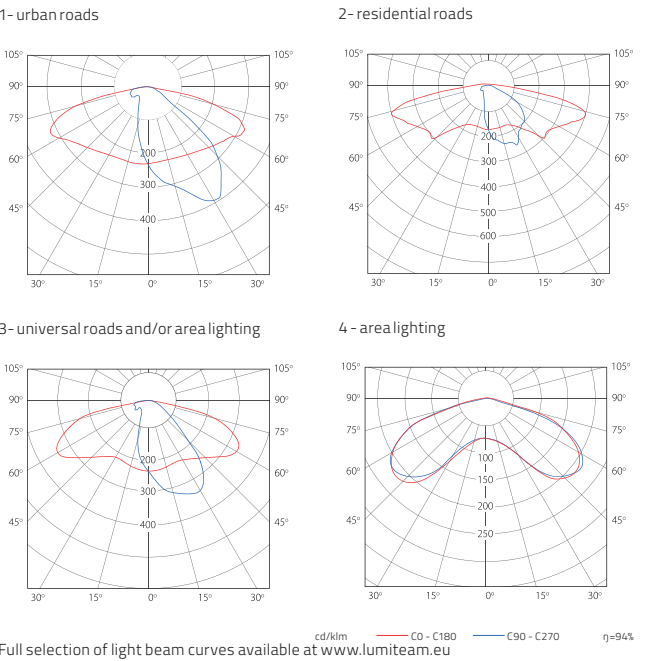 1- urban roads
2- residential roads
105° 105° 105° 105°
90° 90° 90° 90°
75° 75° 75° 75°
60° 60° 60° 60°
45° 45° 45° 45°
200 200
300 300
400 400
500
600
30° 15° 0° 15° 30° 30° 15° 0° 15° 30°
3- universal roads and/or area lighting
4 - area lighting
105° 105° 105° 105°
90° 90° 90° 90°
75° 75° 75° 75°
60° 60° 60° 60°
45° 45° 45° 45°
200 100
300 150
400 200
250
30° 15° 0° 15° 30° 30° 15° 0° 15° 30°
cd/klm C0 - C180 C90 - C270 η=94%
Full selection of light beam curves available at www.lumiteam.eu